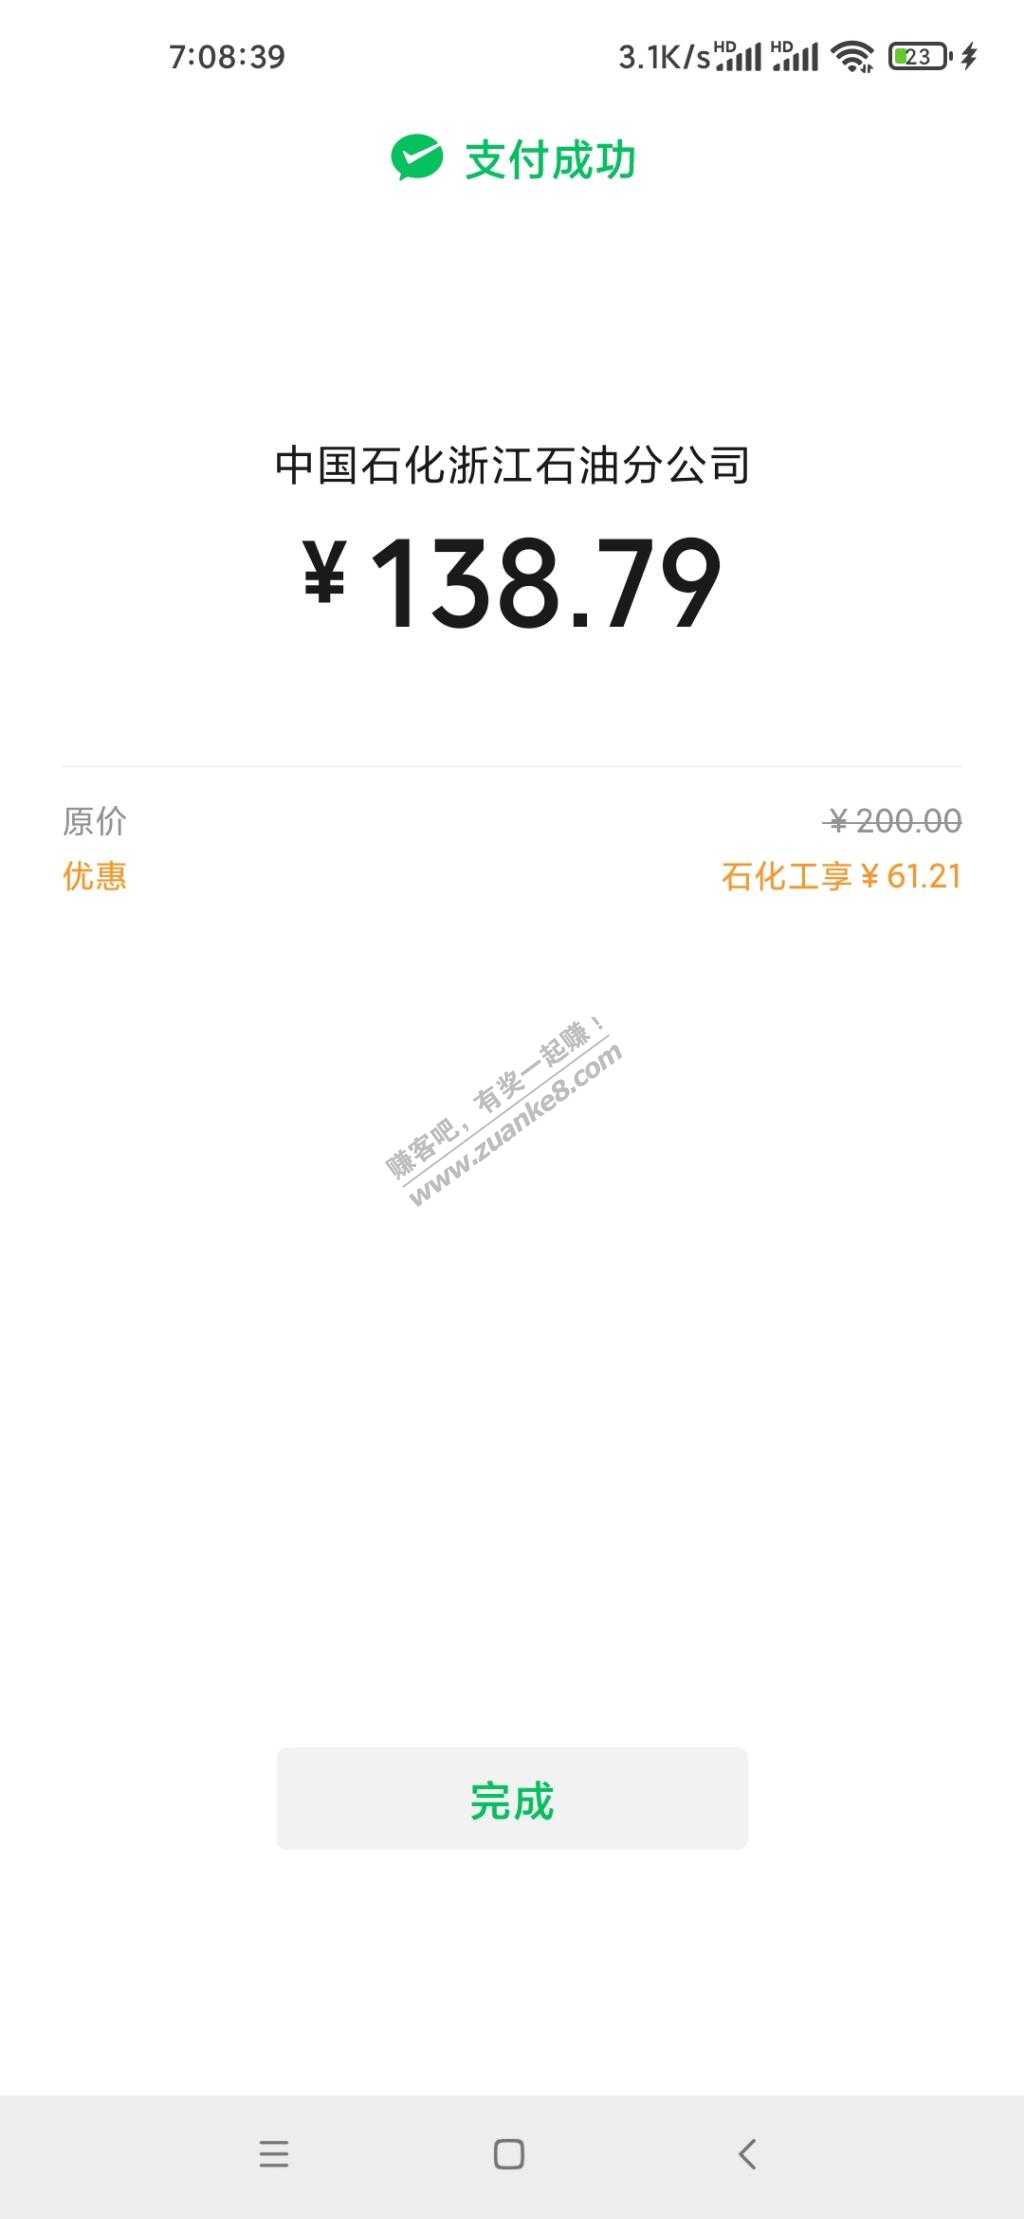 7:08:39 3.1K/s HD HD 23
支付成功
中国石化浙江石油分公司
¥138.79
原价 ¥200.00
优惠 石化工享¥61.21
赚客吧，有奖一起赚！
www.zuanke8.com
完成